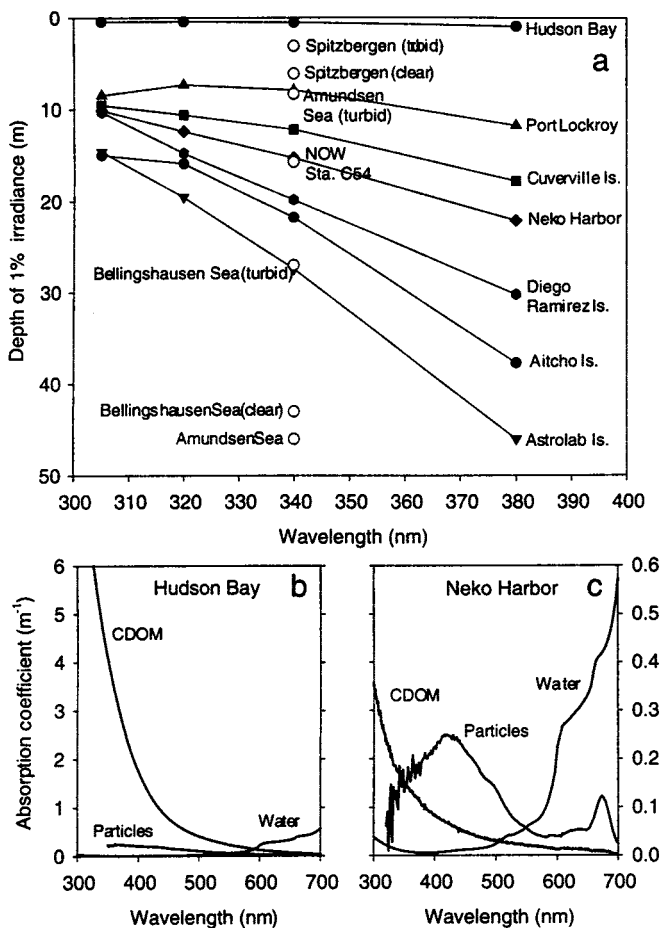 0
10
20
30
40
50
Depth of 1% irradiance (m)
a
Hudson Bay
Spitzbergen (turbid)
Spitzbergen (clear)
Amundsen
Sea (turbid)
Port Lockroy
NOW
Sta. G54
Cuverville Is.
Neko Harbor
Bellingshausen Sea (turbid)
Diego
Ramirez Is.
Aitcho Is.
Bellingshausen Sea (clear)
Amundsen Sea
Astrolab Is.
300 310 320 330 340 350 360 370 380 390 400
Wavelength (nm)
6
5
4
3
2
1
0
Absorption coefficient (m-1)
Hudson Bay b
CDOM
Particles
Water
300 400 500 600 700
Wavelength (nm)
Neko Harbor c
CDOM
Particles
Water
0.6
0.5
0.4
0.3
0.2
0.1
0.0
300 400 500 600 700
Wavelength (nm)